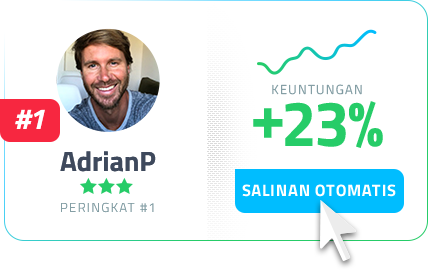 #1
AdrianP
PERINGKAT #1
KEUNTUNGAN
+23%
SALINAN OTOMATIS